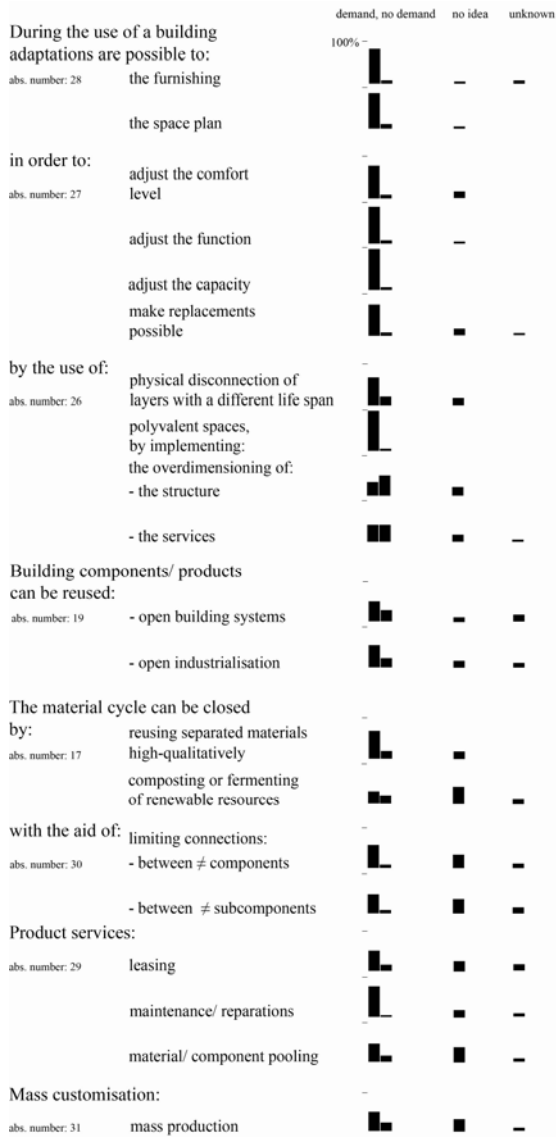 demand, no demand no idea unknown
During the use of a building
adaptations are possible to:
100%
abs. number: 28 the furnishing
the space plan
in order to:
adjust the comfort
abs. number: 27 level
adjust the function
adjust the capacity
make replacements
possible
by the use of:
physical disconnection of
abs. number: 26 layers with a different life span
polyvalent spaces,
by implementing:
the overdimensioning of:
- the structure
- the services
Building components/ products
can be reused:
abs. number: 19 - open building systems
- open industrialisation
The material cycle can be closed
by:
reusing separated materials
abs. number: 17 high-qualitatively
composting or fermenting
of renewable resources
with the aid of: limiting connections:
abs. number: 30 - between ≠ components
- between ≠ subcomponents
Product services:
abs. number: 29 leasing
maintenance/ reparations
material/ component pooling
Mass customisation:
abs. number: 31 mass production